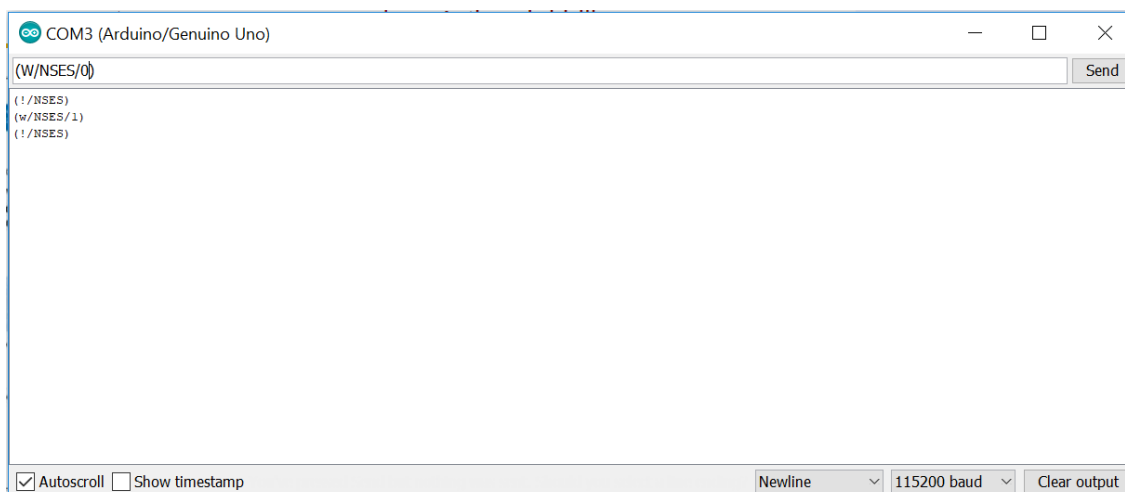 COM3 (Arduino/Genuino Uno)
(W/NSES/0)
Send
(!/NSES)
(w/NSES/1)
(!/NSES)
Autoscroll Show timestamp Newline 115200 baud Clear output